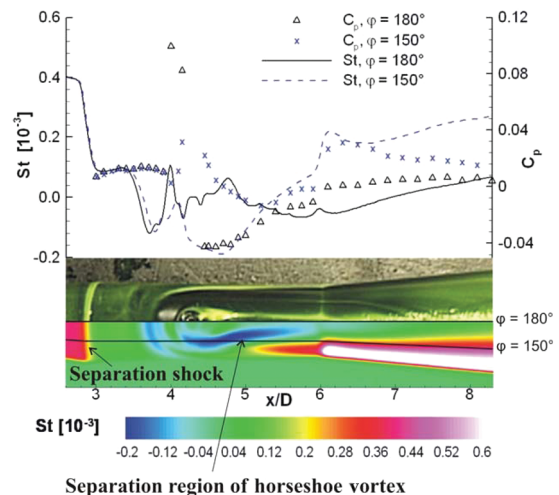 Cp, φ = 180°
Cp, φ = 150°
St, φ = 180°
St, φ = 150°
St [10-3]
0.6
0.4
0.2
0.0
-0.2
Cp
0.12
0.08
0.04
0
-0.04
φ = 180°
φ = 150°
Separation shock
3 4 5 6 7 8
x/D
St [10-3]
-0.2 -0.12 -0.04 0.04 0.12 0.2 0.28 0.36 0.44 0.52 0.6
Separation region of horseshoe vortex